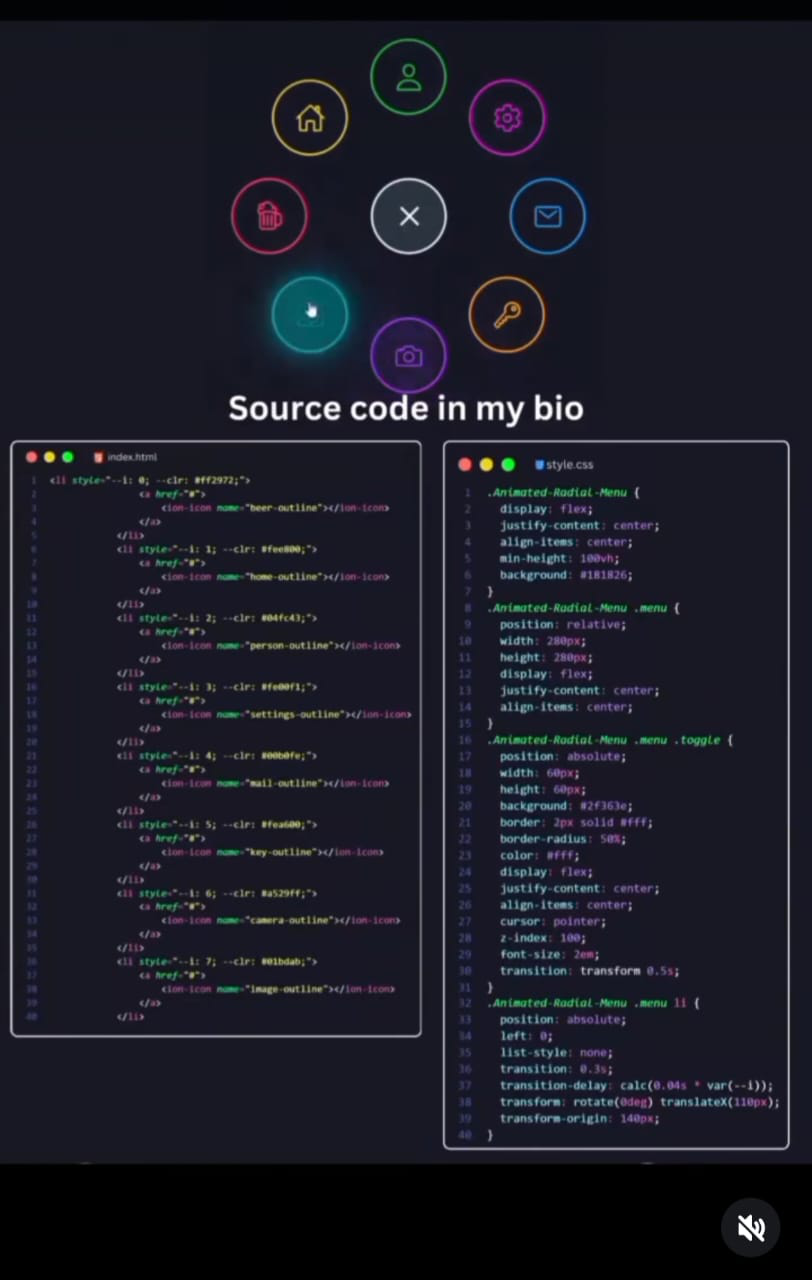 Source code in my bio
index.html
1 <li style="--i: 0; --clr: #ff2972;">
2 <a href="#">
3 <ion-icon name="beer-outline"></ion-icon>
4 </a>
5 </li>
6 <li style="--i: 1; --clr: #fee800;">
7 <a href="#">
8 <ion-icon name="home-outline"></ion-icon>
9 </a>
10 </li>
11 <li style="--i: 2; --clr: #04fc43;">
12 <a href="#">
13 <ion-icon name="person-outline"></ion-icon>
14 </a>
15 </li>
16 <li style="--i: 3; --clr: #fe00f1;">
17 <a href="#">
18 <ion-icon name="settings-outline"></ion-icon>
19 </a>
20 </li>
21 <li style="--i: 4; --clr: #00b0fe;">
22 <a href="#">
23 <ion-icon name="mail-outline"></ion-icon>
24 </a>
25 </li>
26 <li style="--i: 5; --clr: #fea600;">
27 <a href="#">
28 <ion-icon name="key-outline"></ion-icon>
29 </a>
30 </li>
31 <li style="--i: 6; --clr: #a529ff;">
32 <a href="#">
33 <ion-icon name="camera-outline"></ion-icon>
34 </a>
35 </li>
36 <li style="--i: 7; --clr: #01bdab;">
37 <a href="#">
38 <ion-icon name="image-outline"></ion-icon>
39 </a>
40 </li>
style.css
1 .Animated-Radial-Menu {
2 display: flex;
3 justify-content: center;
4 align-items: center;
5 min-height: 100vh;
6 background: #181826;
7 }
8 .Animated-Radial-Menu .menu {
9 position: relative;
10 width: 280px;
11 height: 280px;
12 display: flex;
13 justify-content: center;
14 align-items: center;
15 }
16 .Animated-Radial-Menu .menu .toggle {
17 position: absolute;
18 width: 60px;
19 height: 60px;
20 background: #2f363e;
21 border: 2px solid #fff;
22 border-radius: 50%;
23 color: #fff;
24 display: flex;
25 justify-content: center;
26 align-items: center;
27 cursor: pointer;
28 z-index: 100;
29 font-size: 2em;
30 transition: transform 0.5s;
31 }
32 .Animated-Radial-Menu .menu li {
33 position: absolute;
34 left: 0;
35 list-style: none;
36 transition: 0.3s;
37 transition-delay: calc(0.04s * var(--i));
38 transform: rotate(0deg) translateX(110px);
39 transform-origin: 140px;
40 }